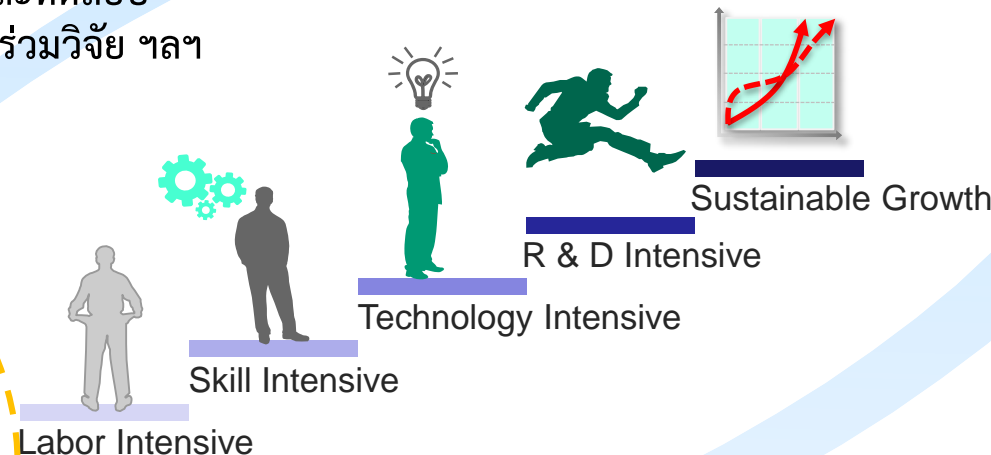 ร่วมวิจัย ฯลฯ
Sustainable Growth
R & D Intensive
Technology Intensive
Skill Intensive
Labor Intensive